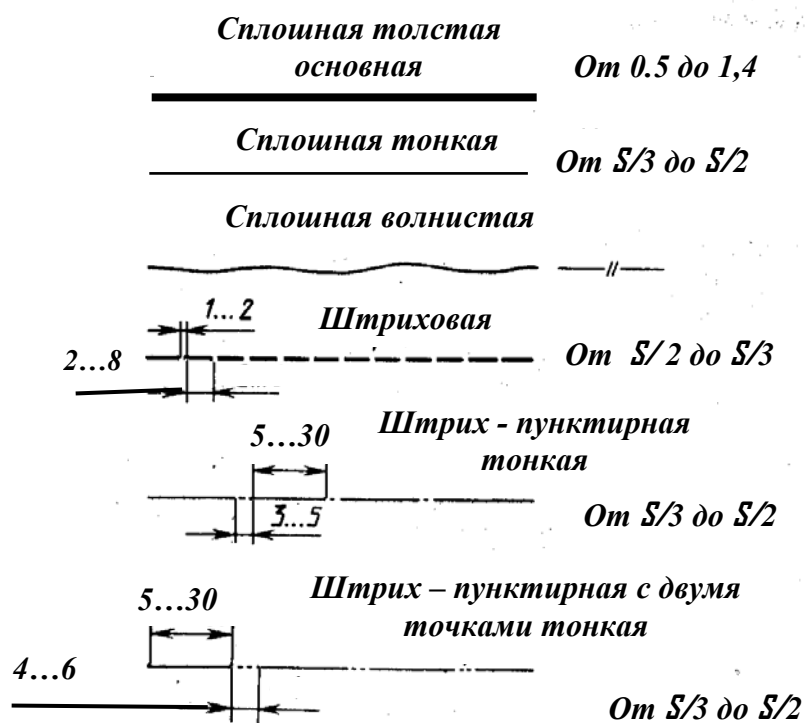 Сплошная толстая
основная
От 0.5 до 1,4
Сплошная тонкая
От S/3 до S/2
Сплошная волнистая
1...2
Штриховая
2...8
От S/ 2 до S/3
5...30
Штрих - пунктирная
тонкая
3...5
От S/3 до S/2
5...30
Штрих – пунктирная с двумя
точками тонкая
4...6
От S/3 до S/2